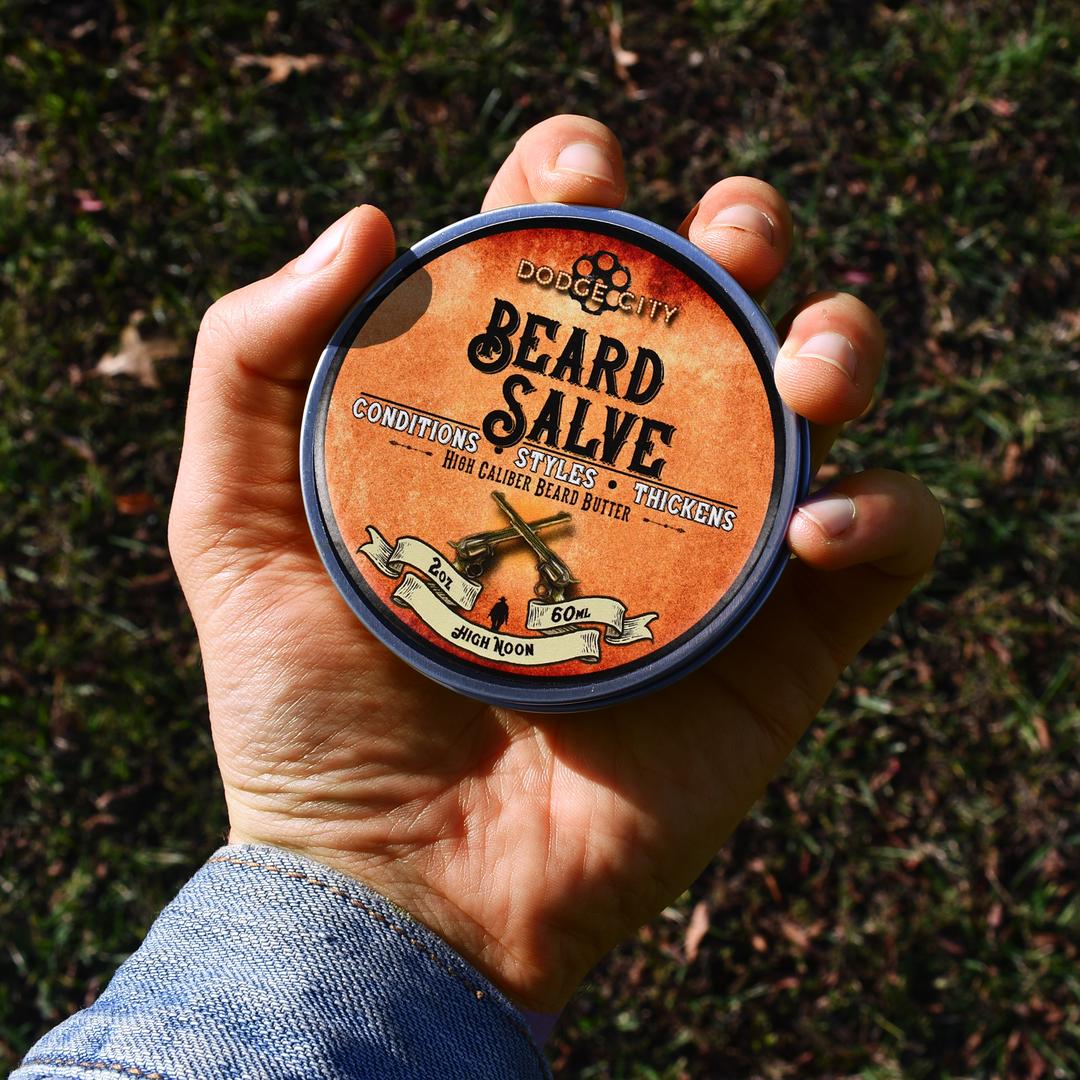 DODGE CITY
BEARD
SALVE
CONDITIONS • STYLES • THICKENS
HIGH CALIBER BEARD BUTTER
2oz
60ML
HIGH NOON